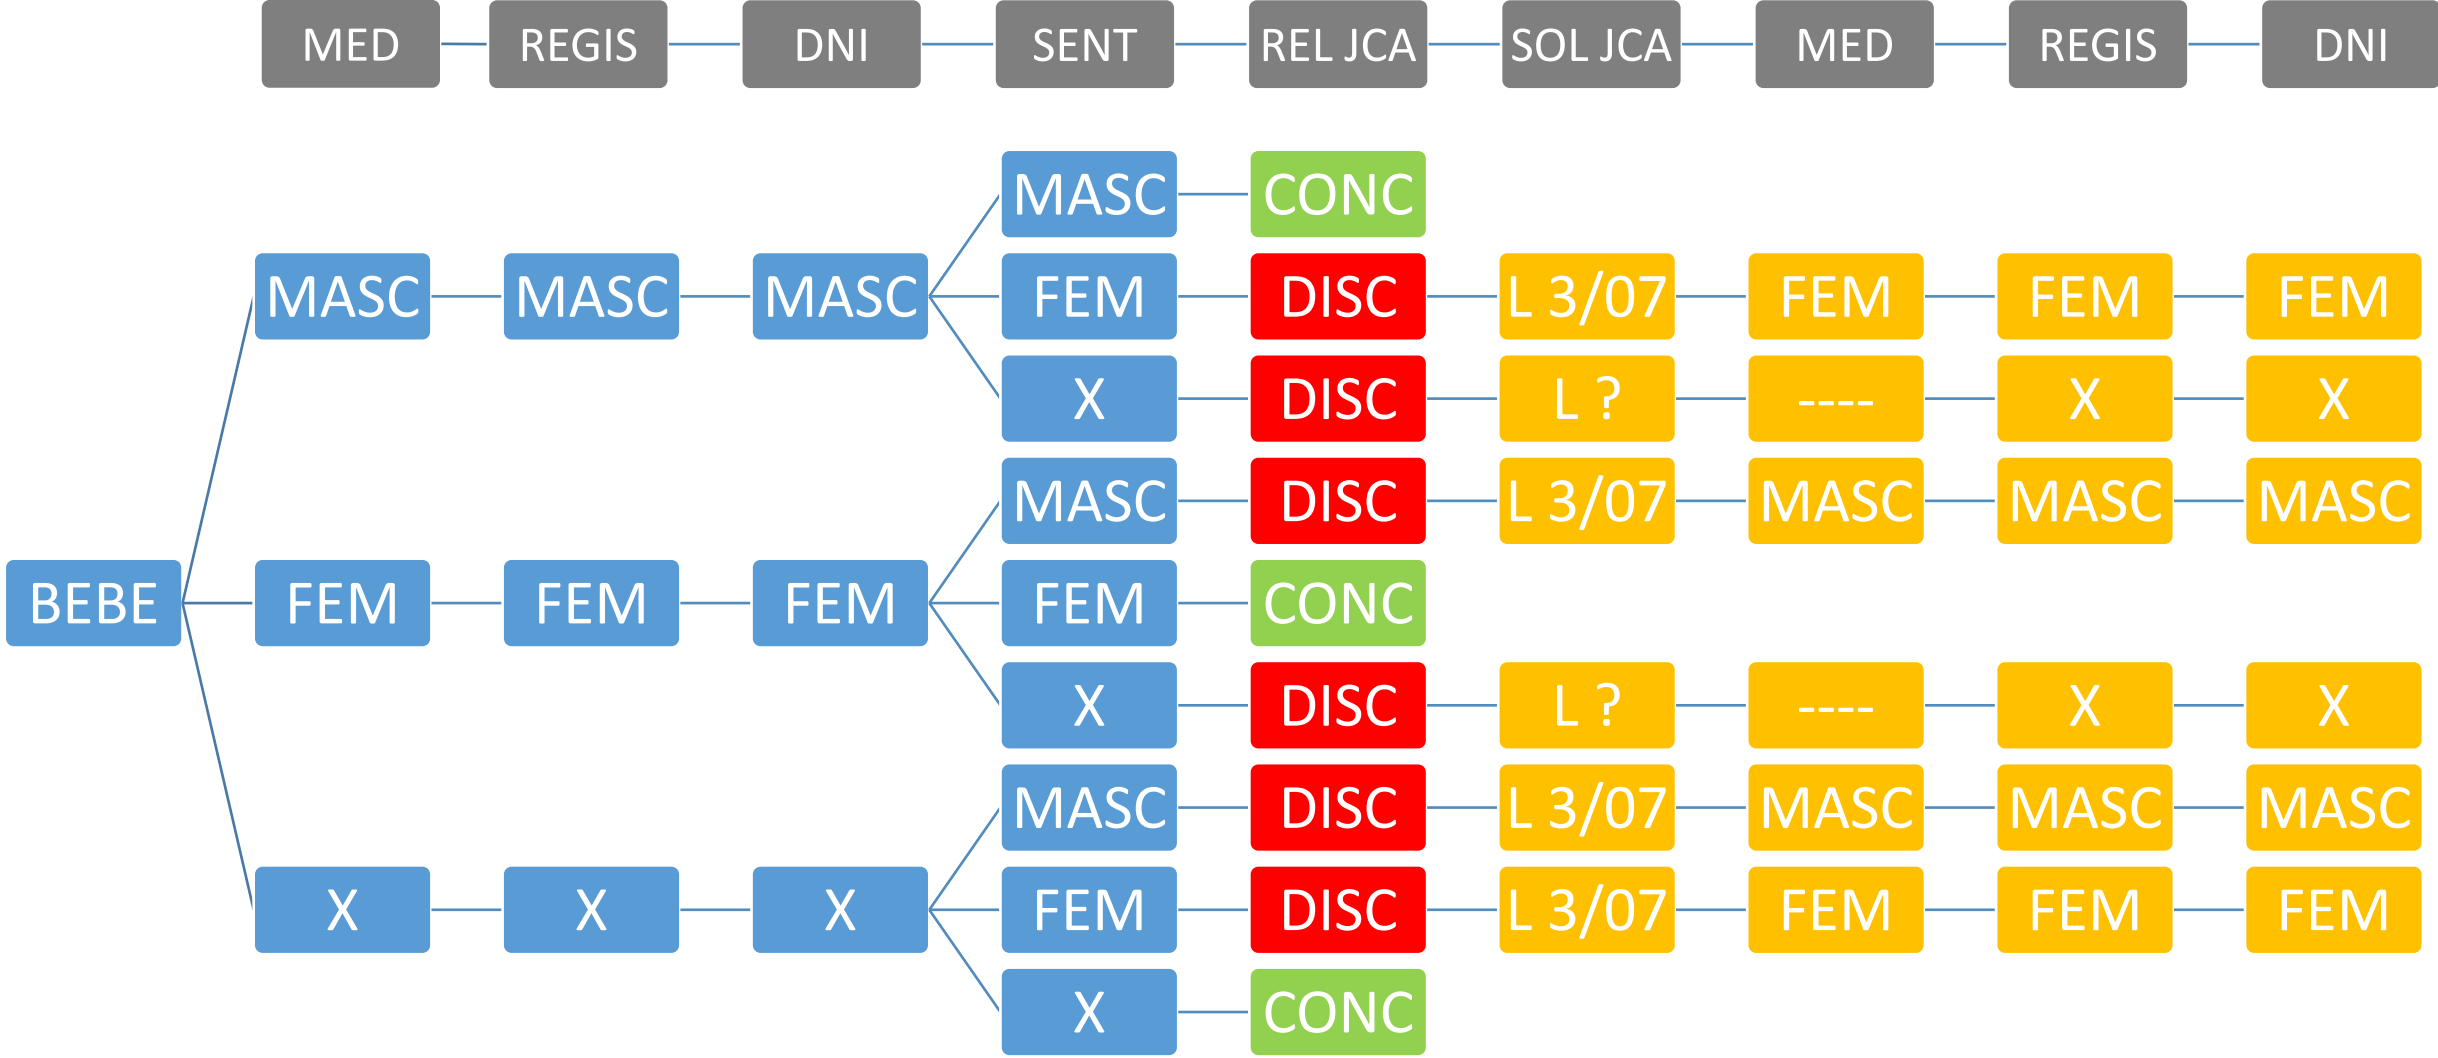 MED REGIS DNI SENT REL JCA SOL JCA MED REGIS DNI
MASC CONC
MASC MASC MASC FEM DISC L 3/07 FEM FEM FEM
X DISC L ? ---- X X
MASC DISC L 3/07 MASC MASC MASC
BEBE FEM FEM FEM FEM CONC
X DISC L ? ---- X X
MASC DISC L 3/07 MASC MASC MASC
X X X FEM DISC L 3/07 FEM FEM FEM
X CONC